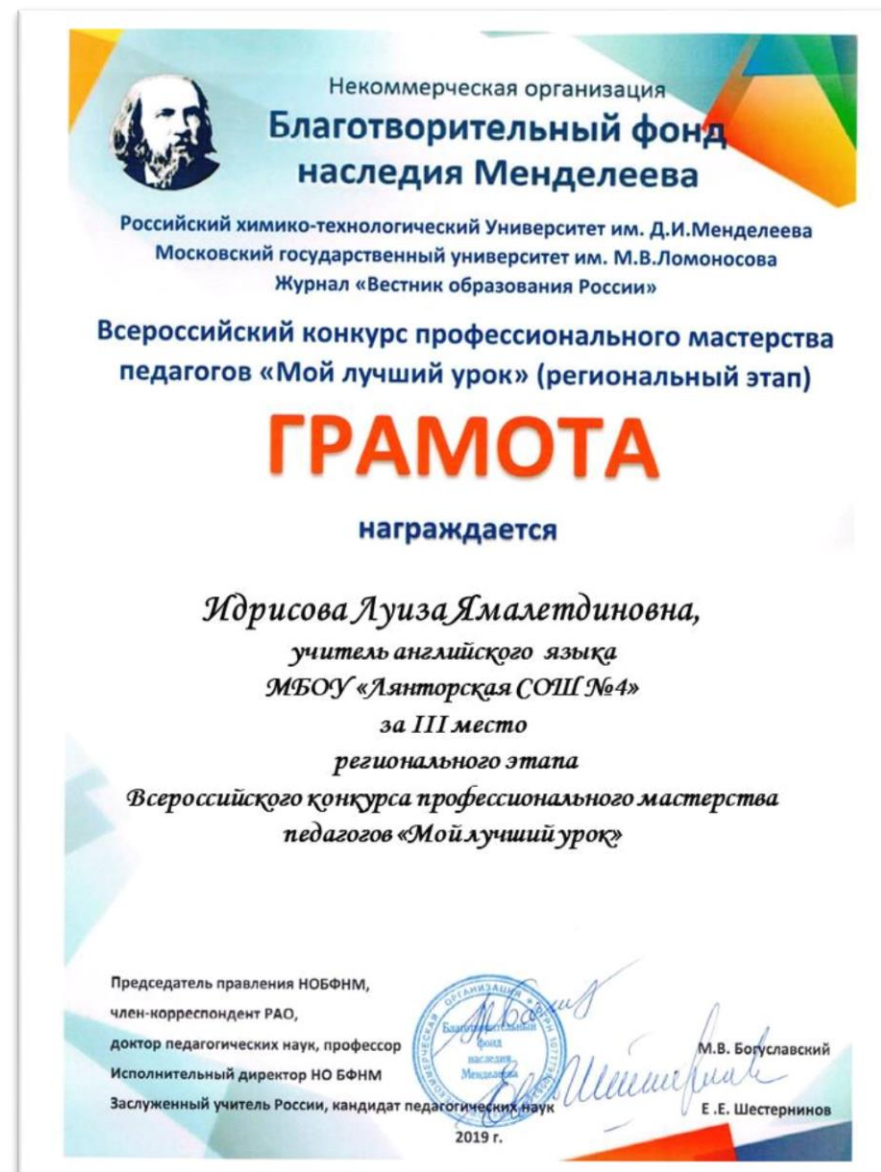 Некоммерческая организация
Благотворительный фонд
наследия Менделеева
Российский химико-технологический Университет им. Д.И.Менделеева
Московский государственный университет им. М.В.Ломоносова
Журнал «Вестник образования России»
Всероссийский конкурс профессионального мастерства
педагогов «Мой лучший урок» (региональный этап)
ГРАМОТА
награждается
Идрисова Луиза Ямалетдиновна,
учитель английского языка
МБОУ «Лянторская СОШ №4»
за III место
регионального этапа
Всероссийского конкурса профессионального мастерства
педагогов «Мой лучший урок»
Председатель правления НОБФНМ,
член-корреспондент РАО,
доктор педагогических наук, профессор
М.В. Богуславский
Исполнительный директор НО БФНМ
Заслуженный учитель России, кандидат педагогических наук
Е .Е. Шестернинов
2019 г.
Благотворительный
фонд
наследия
Менделеева